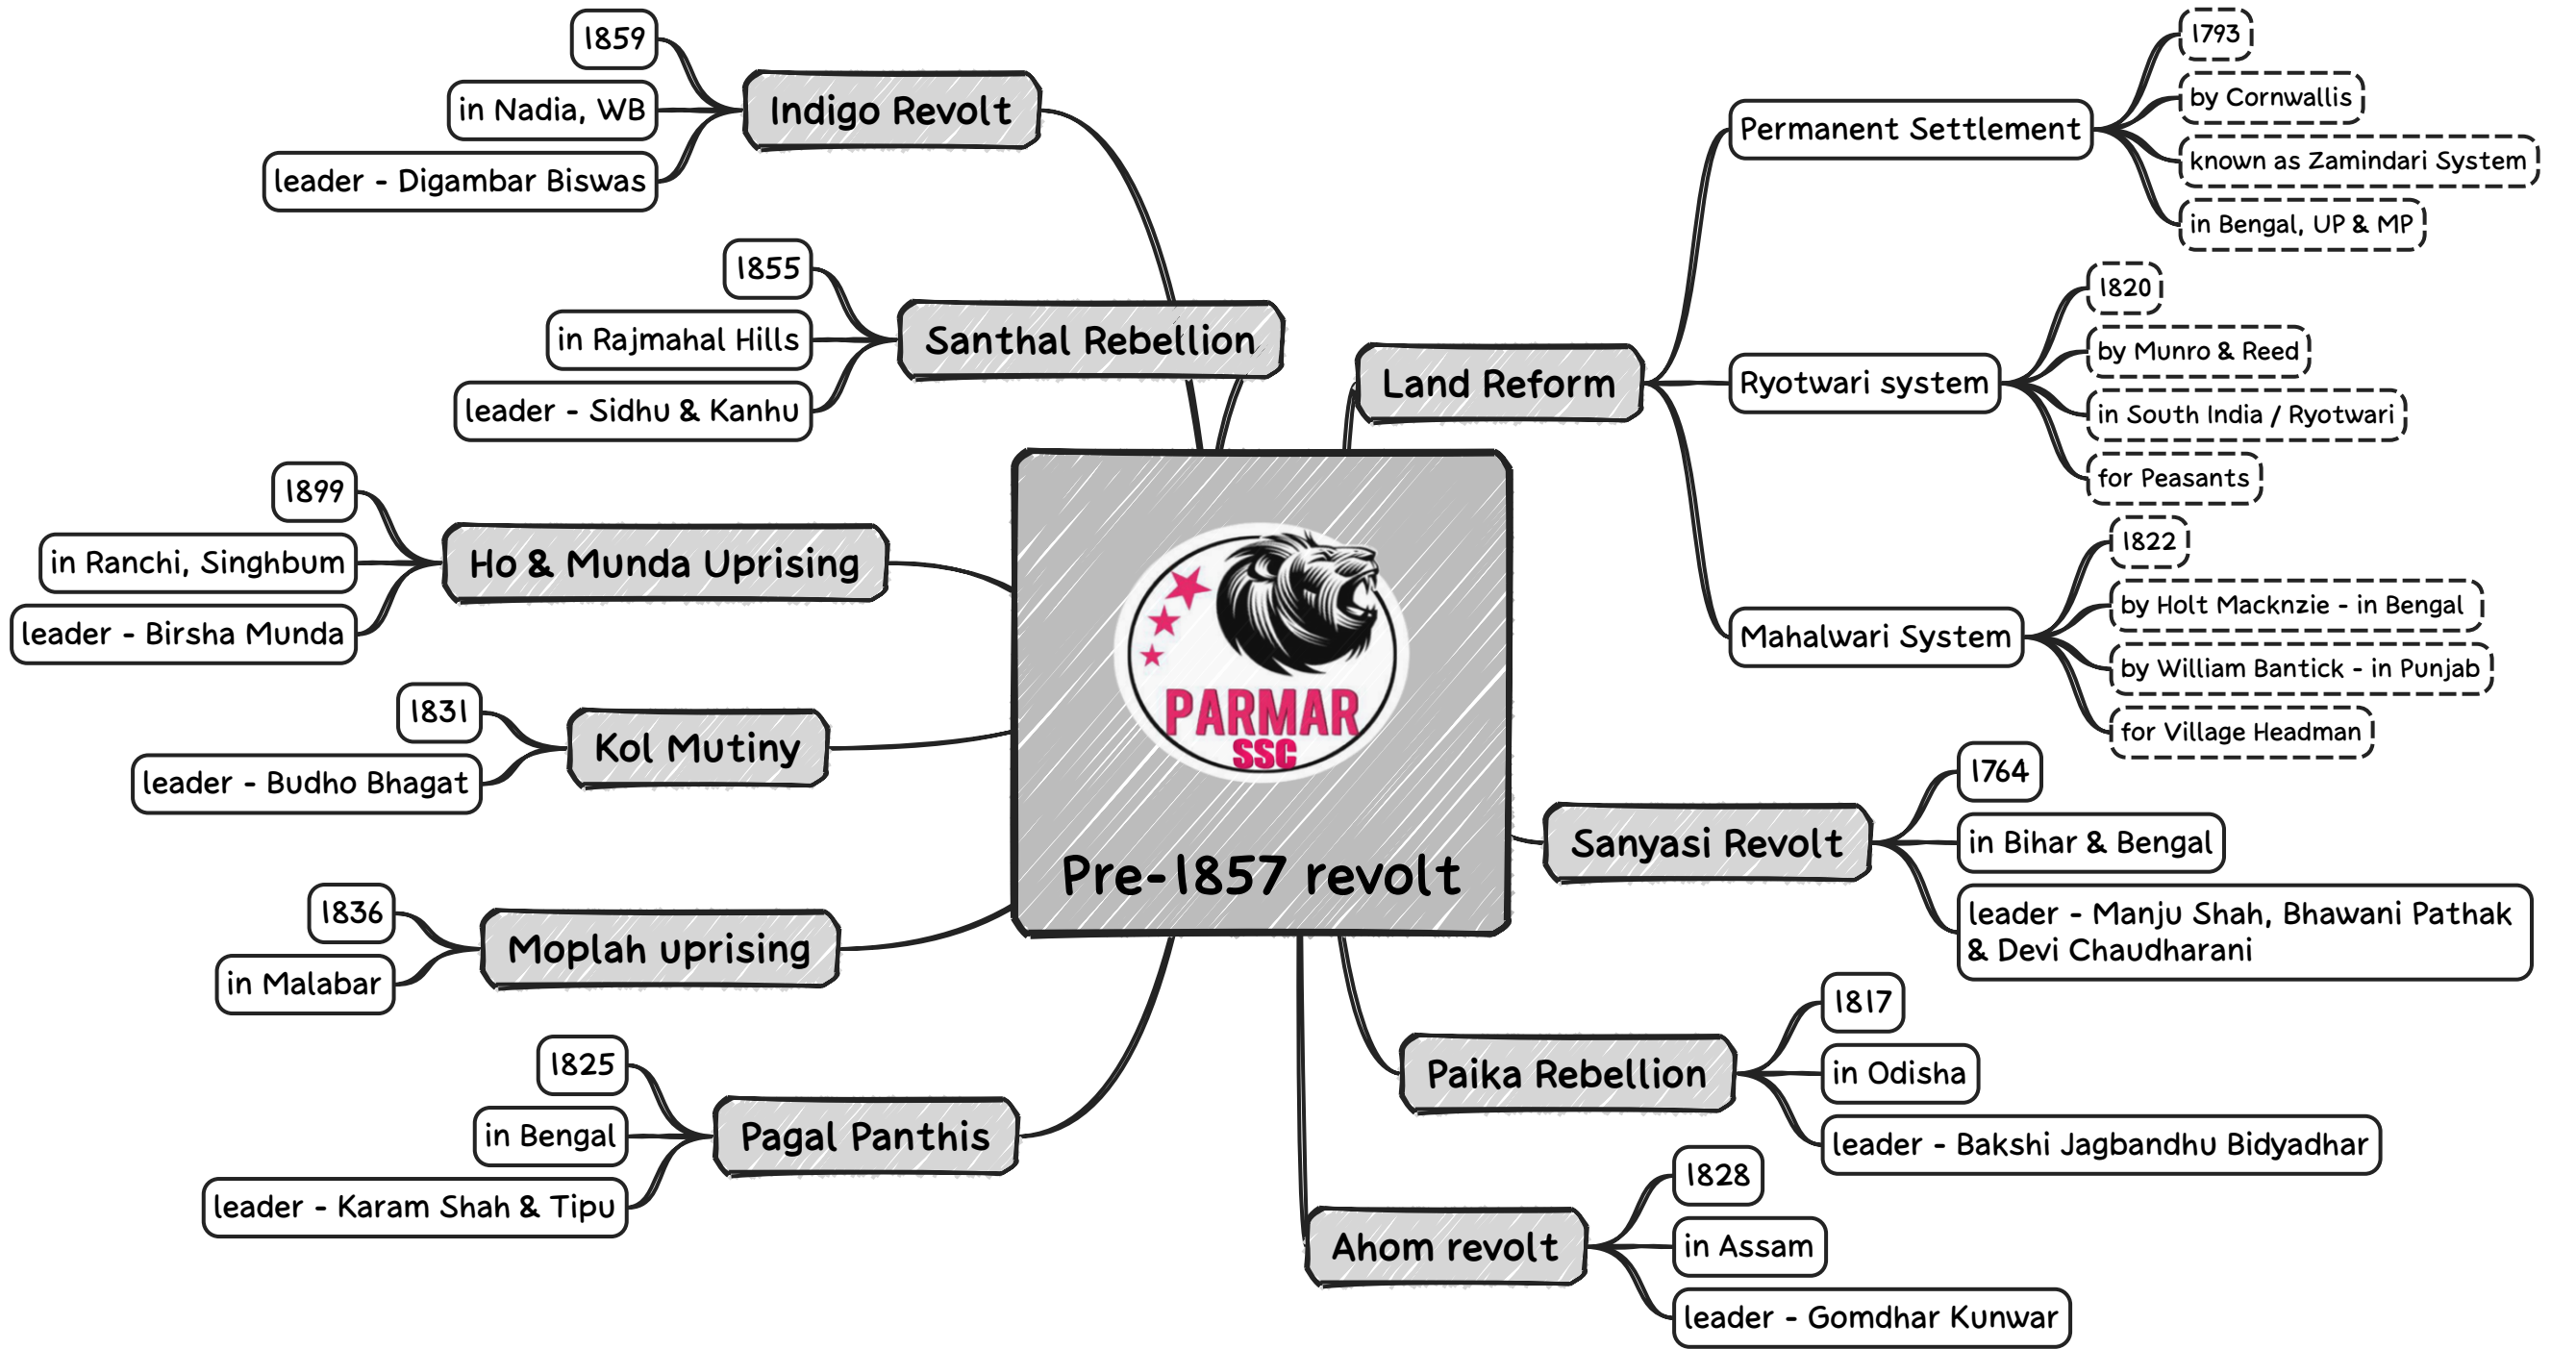 Pre-1857 revolt
PARMAR
SSC
Land Reform
Permanent Settlement
1793
by Cornwallis
known as Zamindari System
in Bengal, UP & MP
Ryotwari system
1820
by Munro & Reed
in South India / Ryotwari
for Peasants
Mahalwari System
1822
by Holt Macknzie - in Bengal
by William Bantick - in Punjab
for Village Headman
Sanyasi Revolt
1764
in Bihar & Bengal
leader - Manju Shah, Bhawani Pathak
& Devi Chaudharani
Paika Rebellion
1817
in Odisha
leader - Bakshi Jagbandhu Bidyadhar
Ahom revolt
1828
in Assam
leader - Gomdhar Kunwar
Indigo Revolt
1859
in Nadia, WB
leader - Digambar Biswas
Santhal Rebellion
1855
in Rajmahal Hills
leader - Sidhu & Kanhu
Ho & Munda Uprising
1899
in Ranchi, Singhbum
leader - Birsha Munda
Kol Mutiny
1831
leader - Budho Bhagat
Moplah uprising
1836
in Malabar
Pagal Panthis
1825
in Bengal
leader - Karam Shah & Tipu